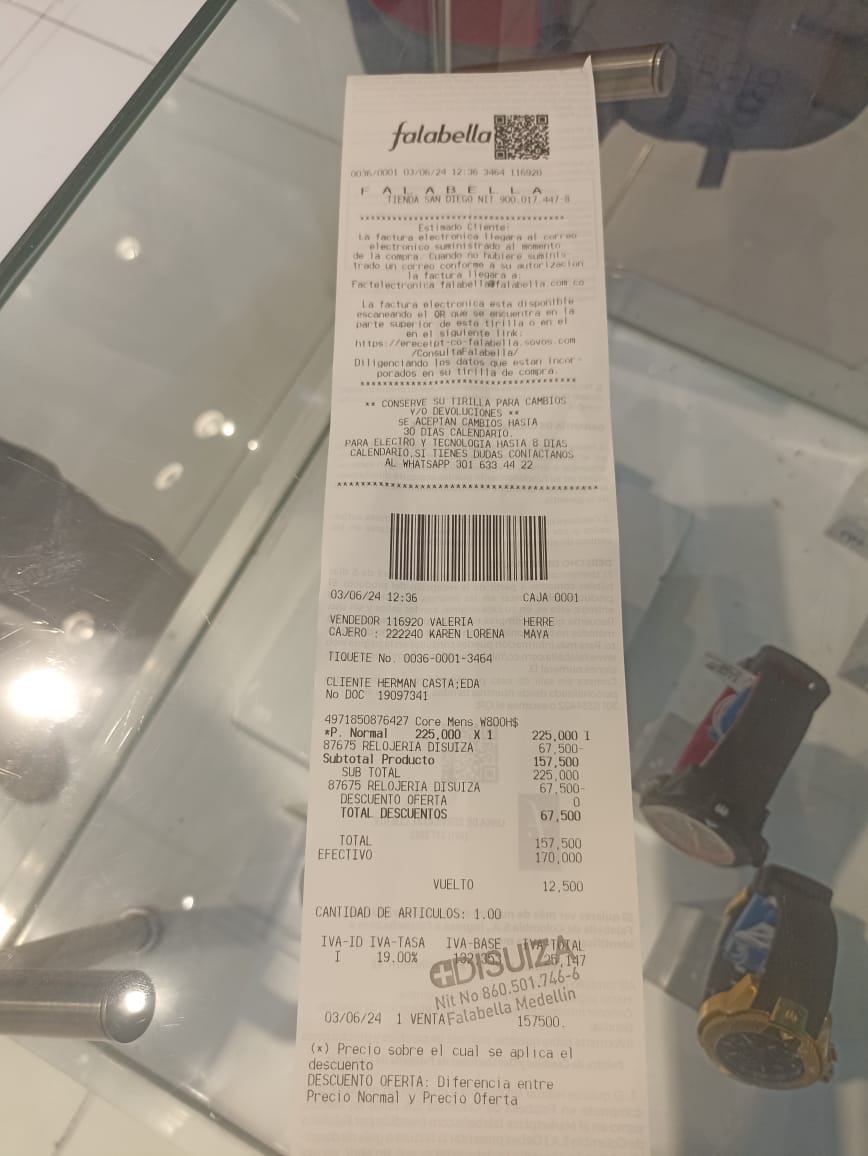 falabella
0036/0001 03/06/24 12:36 3464 116920
F A L A B E L L A
TIENDA SAN DIEGO NIT 900.017.447-8
************************************
Estimado Cliente:
La factura electronica llegara al correo
electronico suministrado al momento
de la compra. Cuando no hubiere suminis-
trado un correo conforme a su autorizacion
la factura llegara a:
Factelectronica falabella@falabella.com.co
La factura electronica esta disponible
escaneando el QR que se encuentra en la
parte superior de esta tirilla o en el
en el siguiente link:
https://ereceipt-co-falabella.sovos.com
/ConsultaFalabella/
Diligenciando los datos que estan incor-
porados en su tirilla de compra.
************************************
** CONSERVE SU TIRILLA PARA CAMBIOS
Y/O DEVOLUCIONES **
SE ACEPTAN CAMBIOS HASTA
30 DIAS CALENDARIO.
PARA ELECTRO Y TECNOLOGIA HASTA 8 DIAS
CALENDARIO.SI TIENES DUDAS CONTACTANOS
AL WHATSAPP 301 633 44 22
****************************************
03/06/24 12:36 CAJA 0001
VENDEDOR 116920 VALERIA HERRE
CAJERO : 222240 KAREN LORENA MAYA
TIQUETE No. 0036-0001-3464
CLIENTE HERMAN CASTA;EDA
No DOC 19097341
4971850876427 Core Mens W800H$
*P. Normal 225,000 X 1 225,000 I
87675 RELOJERIA DISUIZA 67,500-
Subtotal Producto 157,500
SUB TOTAL 225,000
87675 RELOJERIA DISUIZA 67,500-
DESCUENTO OFERTA 0
TOTAL DESCUENTOS 67,500
TOTAL 157,500
EFECTIVO 170,000
VUELTO 12,500
CANTIDAD DE ARTICULOS: 1.00
IVA-ID IVA-TASA IVA-BASE IVA-TOTAL
I 19.00% 132,353 25,147
DISUIZA
Nit No 860.501.746-6
Falabella Medellin
03/06/24 1 VENTA 157500.
(*) Precio sobre el cual se aplica el
descuento
DESCUENTO OFERTA: Diferencia entre
Precio Normal y Precio Oferta